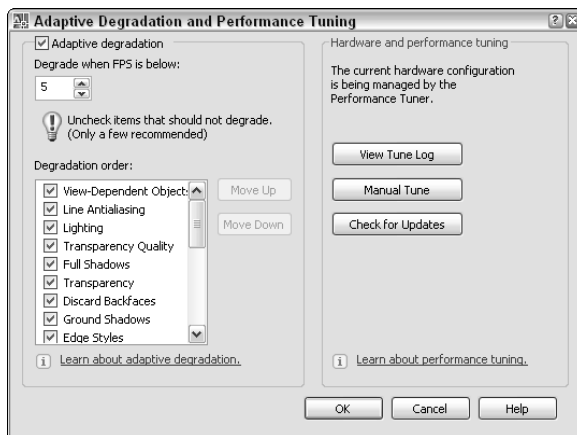 Adaptive Degradation and Performance Tuning
Adaptive degradation
Degrade when FPS is below:
5
Uncheck items that should not degrade.
(Only a few recommended)
Degradation order:
View-Dependent Object
Line Antialiasing
Lighting
Transparency Quality
Full Shadows
Transparency
Discard Backfaces
Ground Shadows
Edge Styles
Move Up
Move Down
Learn about adaptive degradation.
Hardware and performance tuning
The current hardware configuration
is being managed by the
Performance Tuner.
View Tune Log
Manual Tune
Check for Updates
Learn about performance tuning.
OK
Cancel
Help